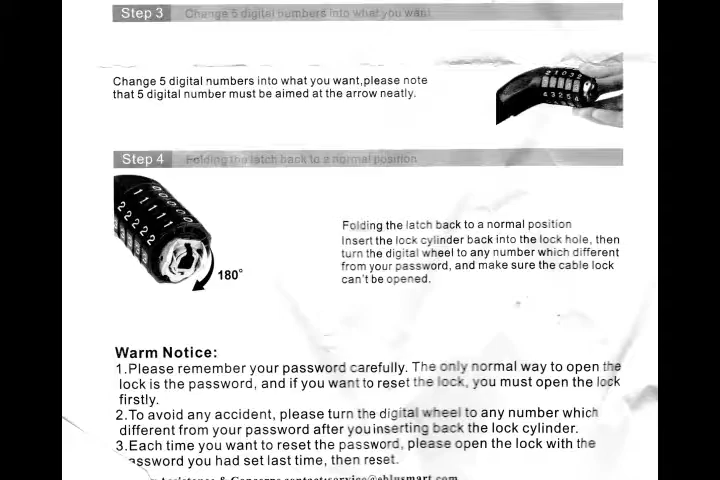 Step 3 Change 5 digital numbers into what you want
Change 5 digital numbers into what you want,please note
that 5 digital number must be aimed at the arrow neatly.
Step 4 Folding the latch back to a normal position
180°
Folding the latch back to a normal position
Insert the lock cylinder back into the lock hole, then
turn the digital wheel to any number which different
from your password, and make sure the cable lock
can't be opened.
Warm Notice:
1.Please remember your password carefully. The only normal way to open the
lock is the password, and if you want to reset the lock, you must open the lock
firstly.
2.To avoid any accident, please turn the digital wheel to any number which
different from your password after you inserting back the lock cylinder.
3.Each time you want to reset the password, please open the lock with the
assword you had set last time, then reset.
Assistance & Concerns contact:service@